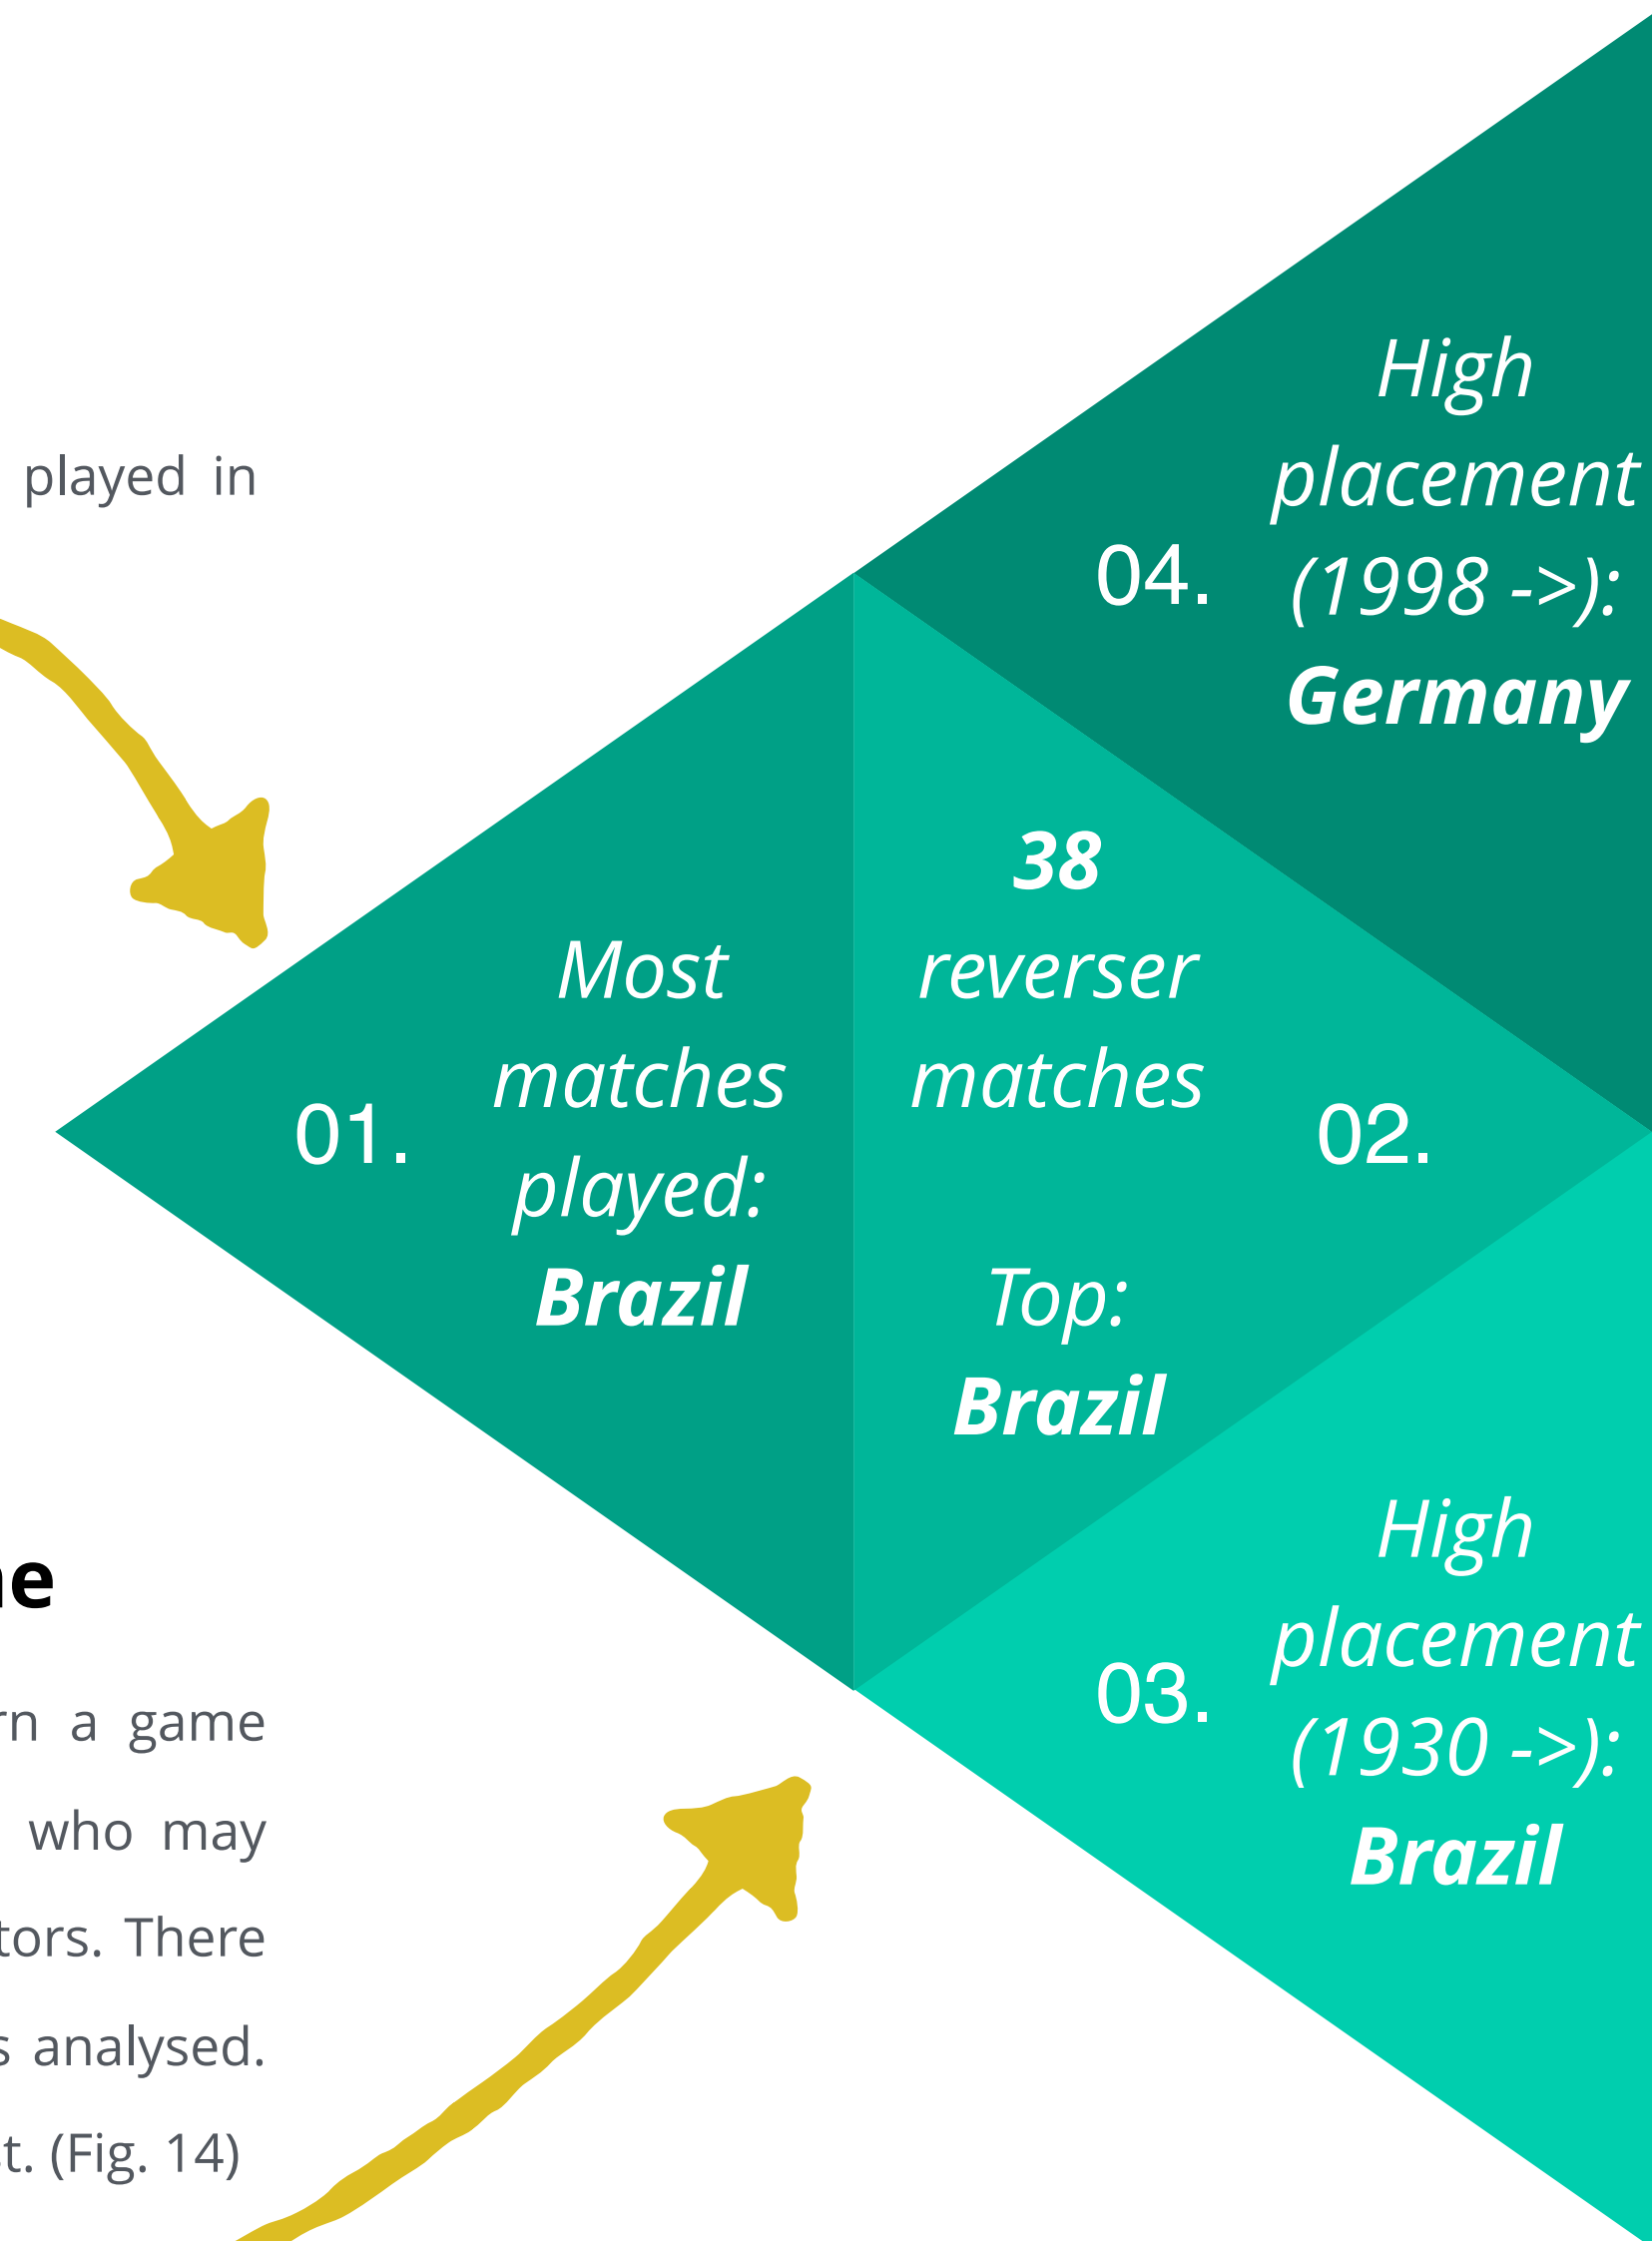 played in
04.
High
placement
(1998 ->):
Germany
01.
Most
matches
played:
Brazil
38
reverser
matches
Top:
Brazil
02.
03.
High
placement
(1930 ->):
Brazil
a game
who may
There
analysed.
(Fig. 14)